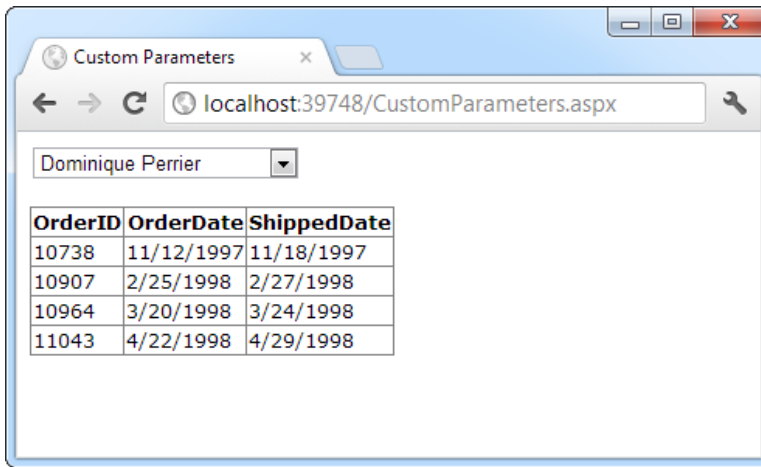 Custom Parameters
localhost:39748/CustomParameters.aspx
Dominique Perrier
OrderID OrderDate ShippedDate
10738 11/12/1997 11/18/1997
10907 2/25/1998 2/27/1998
10964 3/20/1998 3/24/1998
11043 4/22/1998 4/29/1998